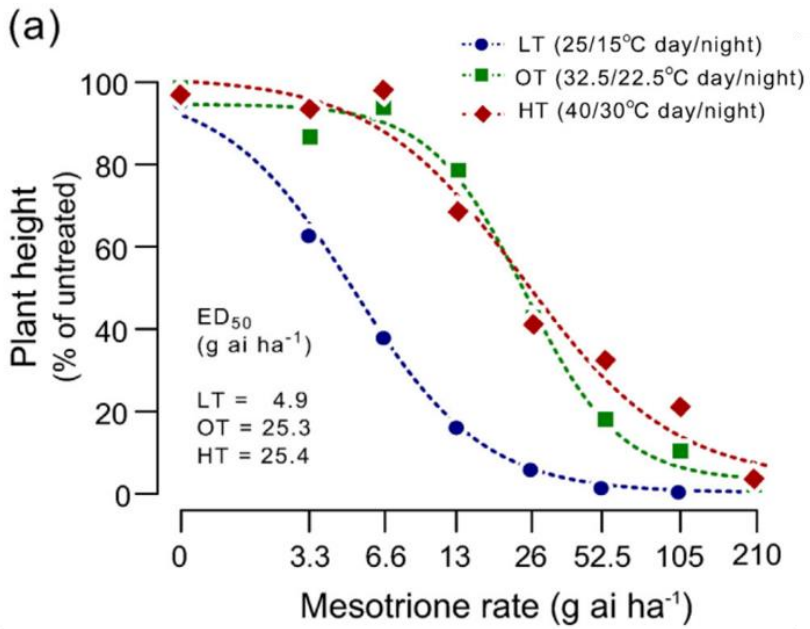 (a)
LT (25/15°C day/night)
OT (32.5/22.5°C day/night)
HT (40/30°C day/night)
Plant height
(% of untreated)
100
80
60
40
20
0
ED₅₀
(g ai ha⁻¹)
LT = 4.9
OT = 25.3
HT = 25.4
0 3.3 6.6 13 26 52.5 105 210
Mesotrione rate (g ai ha⁻¹)